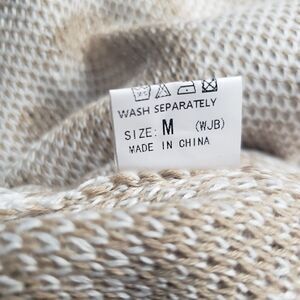 WASH SEPARATELY
SIZE: M (WJB)
MADE IN CHINA